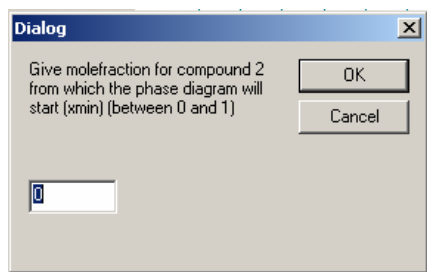 Dialog
Give molefraction for compound 2
from which the phase diagram will
start (xmin) (between 0 and 1)
OK
Cancel
0